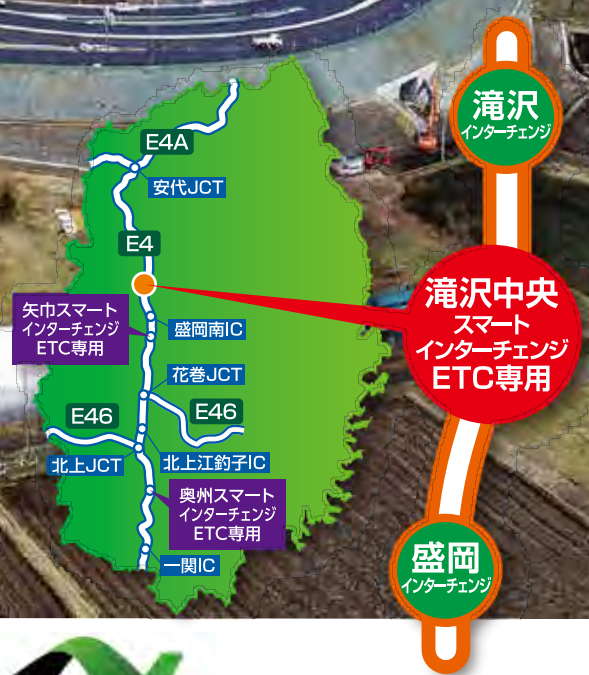 滝沢
インターチェンジ
E4A
安代JCT
E4
滝沢中央
スマート
インターチェンジ
ETC専用
矢巾スマート
インターチェンジ
ETC専用
盛岡南IC
花巻JCT
E46
E46
北上JCT
北上江釣子IC
奥州スマート
インターチェンジ
ETC専用
一関IC
盛岡
インターチェンジ